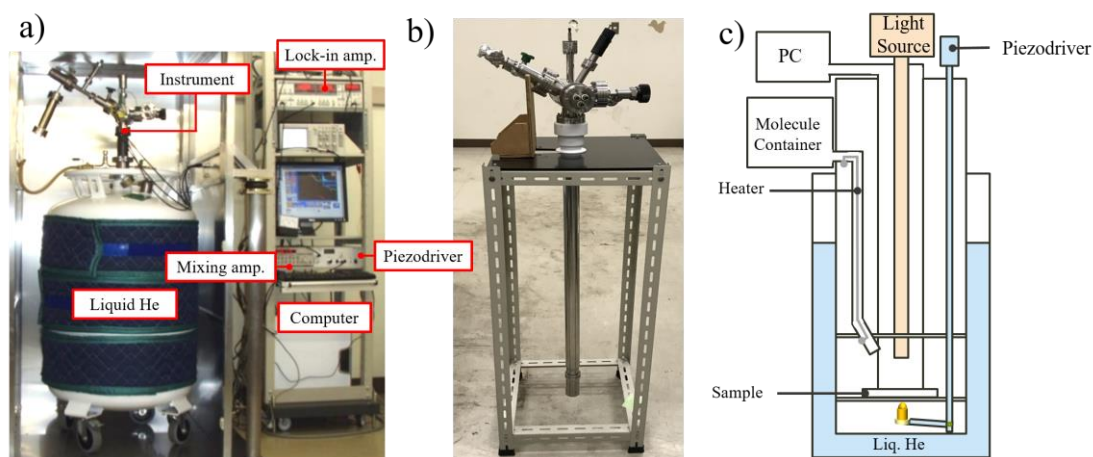 a)
Instrument
Lock-in amp.
Mixing amp.
Piezodriver
Liquid He
Computer
b)
c)
Light
Source
Piezodriver
PC
Molecule
Container
Heater
Sample
Liq. He